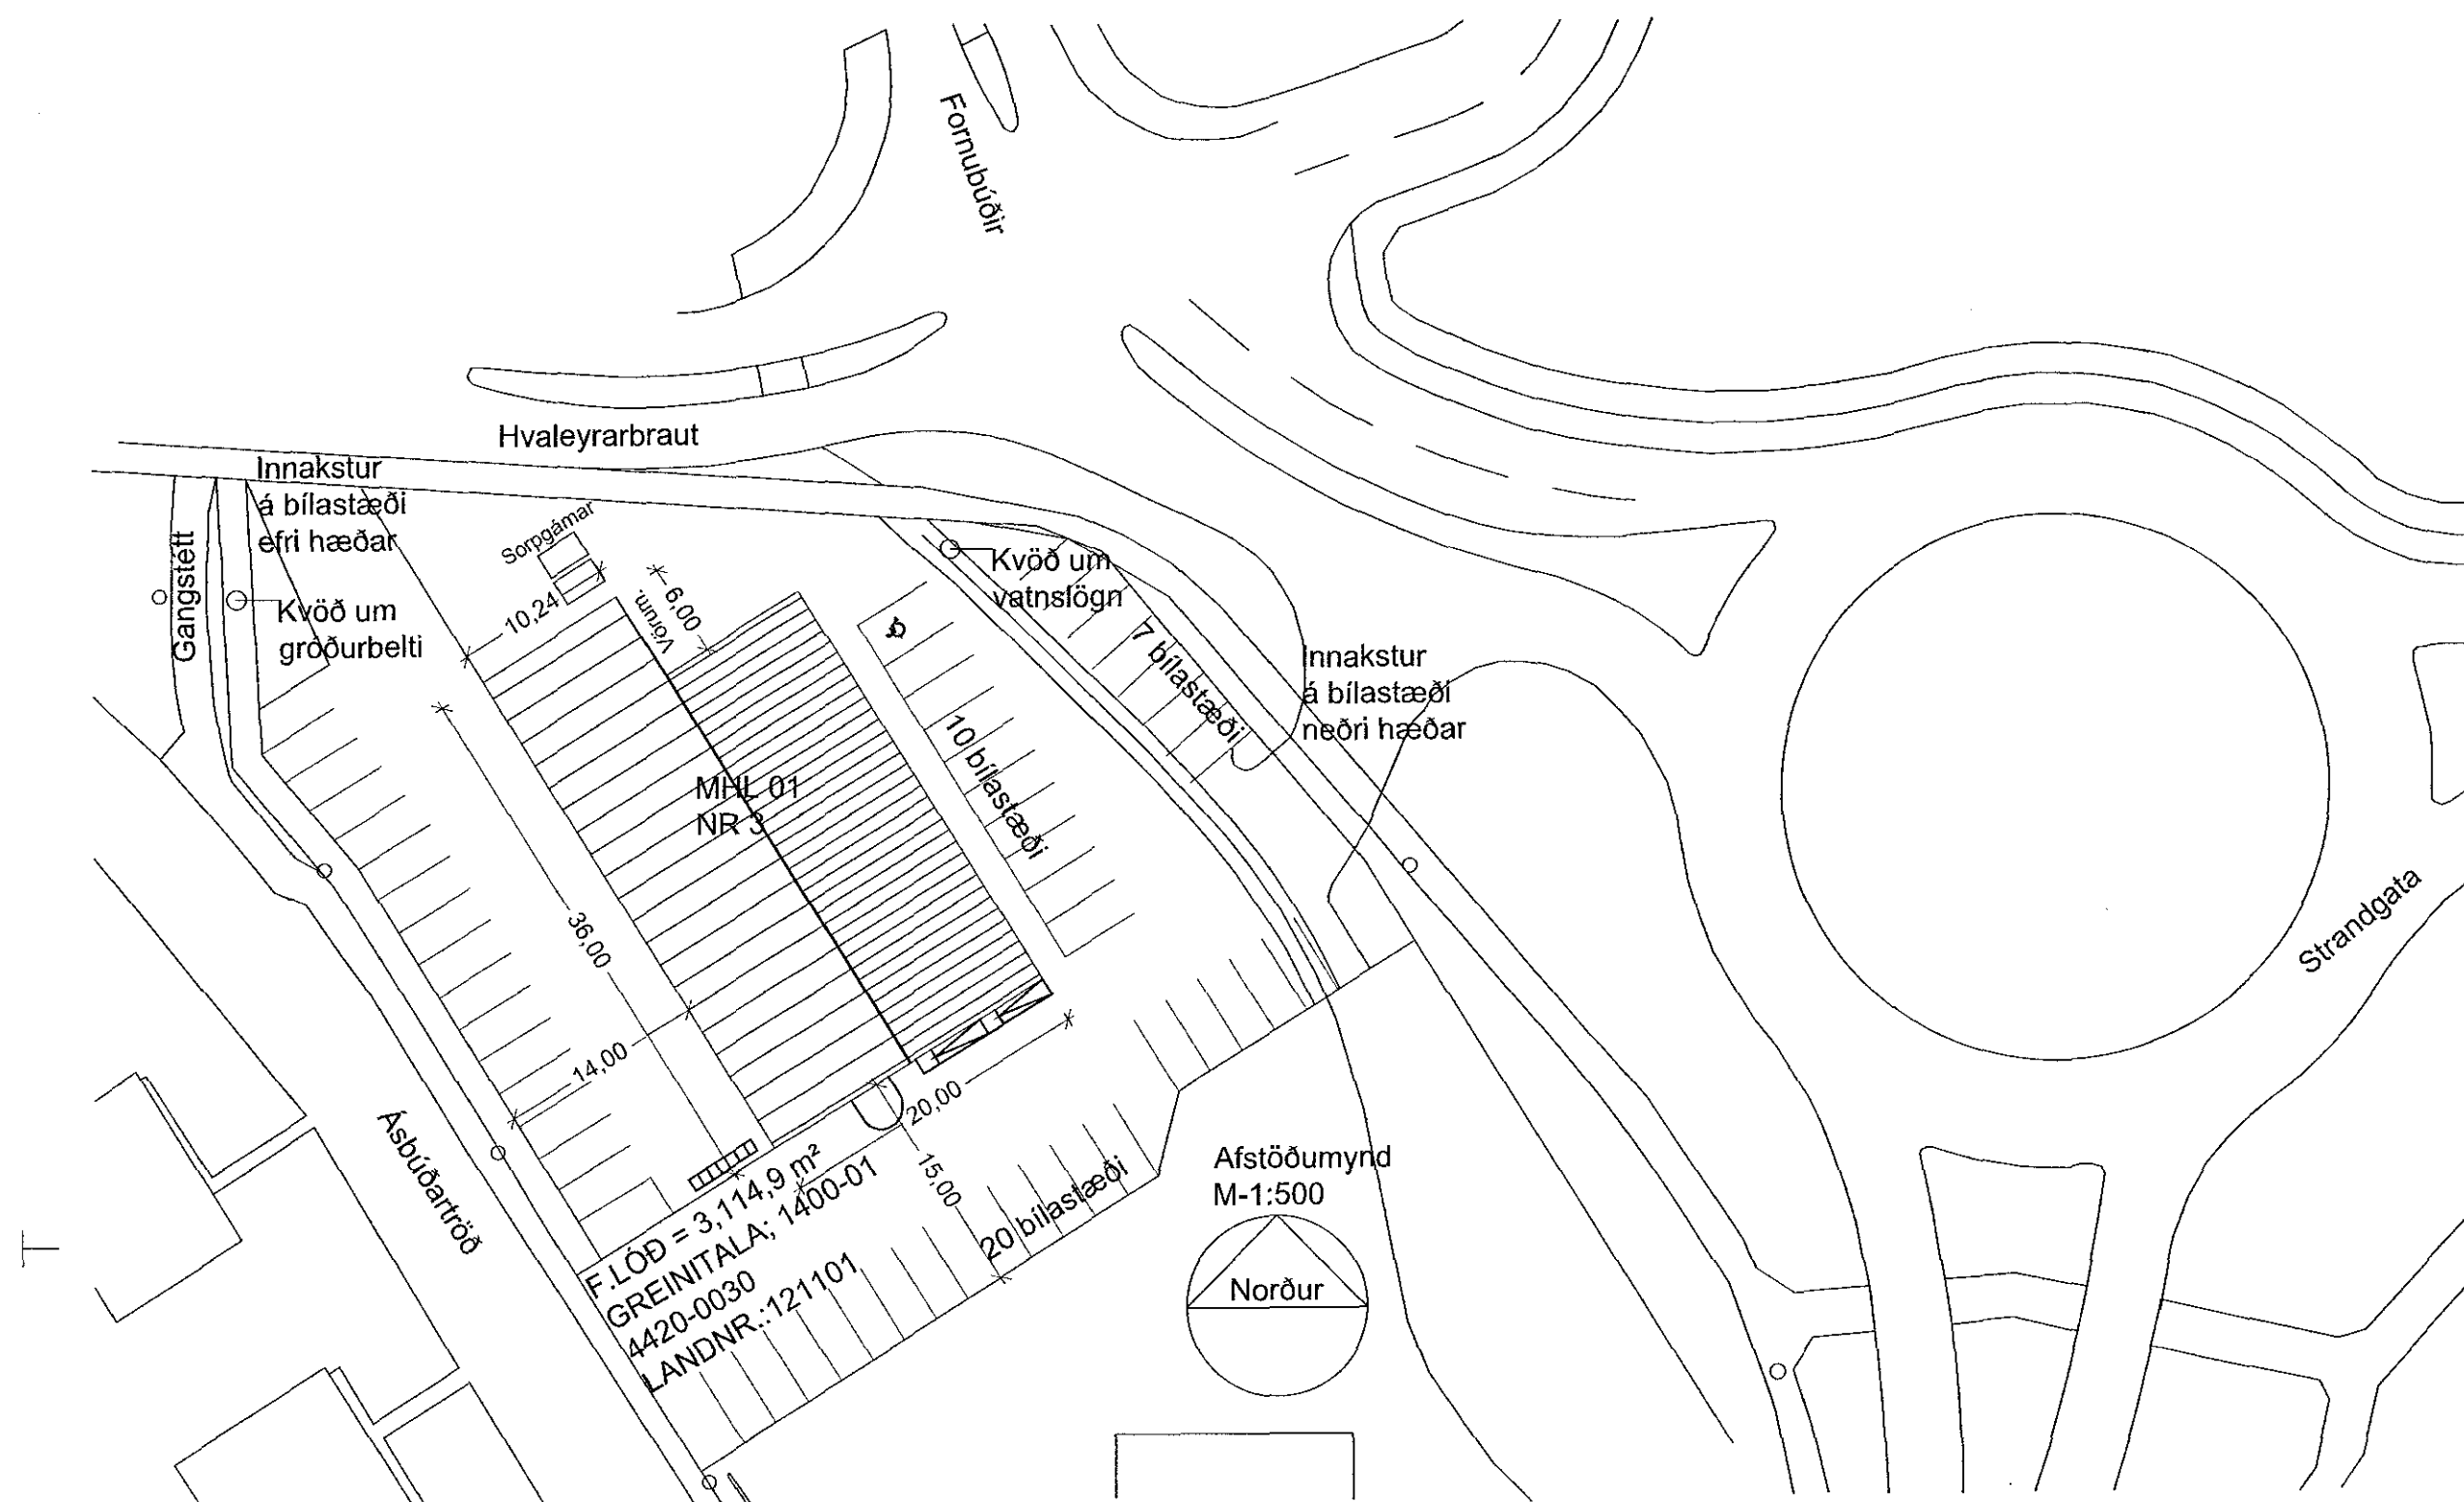 Fornubúðir
Hvaleyrarbraut
Innakstur
á bílastæði
efri hæðar
Gangstétt
Kvöð um
gróðurbelti
Sorpgámar
10,24
Vörum.
6,00
Kvöð um
vatnslögn
7 bílastæði
Innakstur
á bílastæði
neðri hæðar
10 bílastæði
MHL 01
NR 3
36,00
14,00
20,00
15,00
20 bílastæði
Strandgata
Ásbúðartröð
F.LÓÐ = 3,114,9 m²
GREINITALA; 1400-01
4420-0030
LANDNR.:121101
Afstöðumynd
M-1:500
Norður